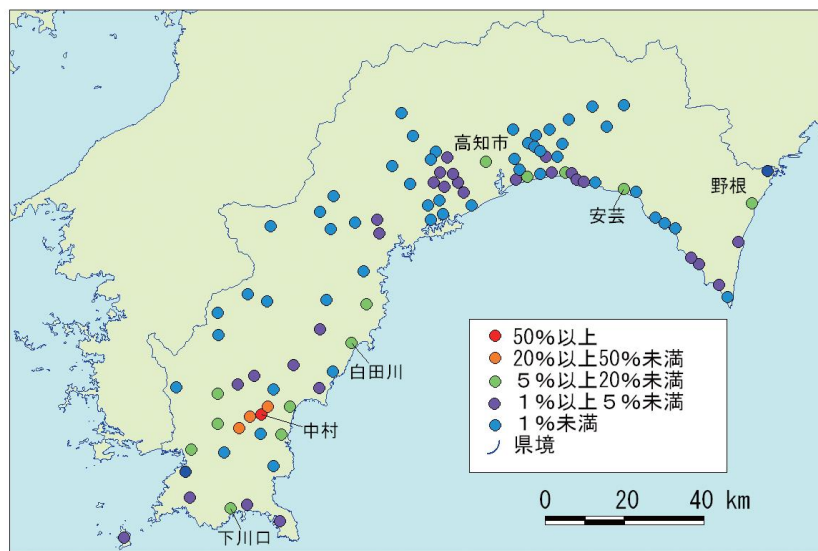 高知市
野根
安芸
白田川
中村
下川口
50%以上
20%以上50%未満
5%以上20%未満
1%以上5%未満
1%未満
県境
0 20 40 km